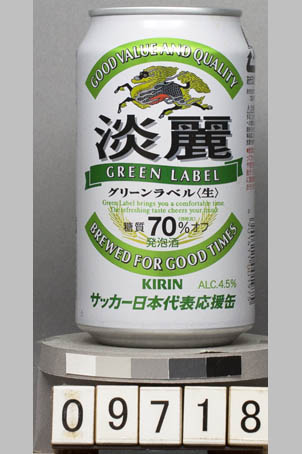 GOOD VALUE AND QUALITY
淡麗
GREEN LABEL
グリーンラベル〈生〉
Green Label brings you a comfortable time.
The refreshing taste cheers your mind.
糖質70%オフ
発泡酒
BREWED FOR GOOD TIMES
KIRIN ALC.4.5%
サッカー日本代表応援缶
09718